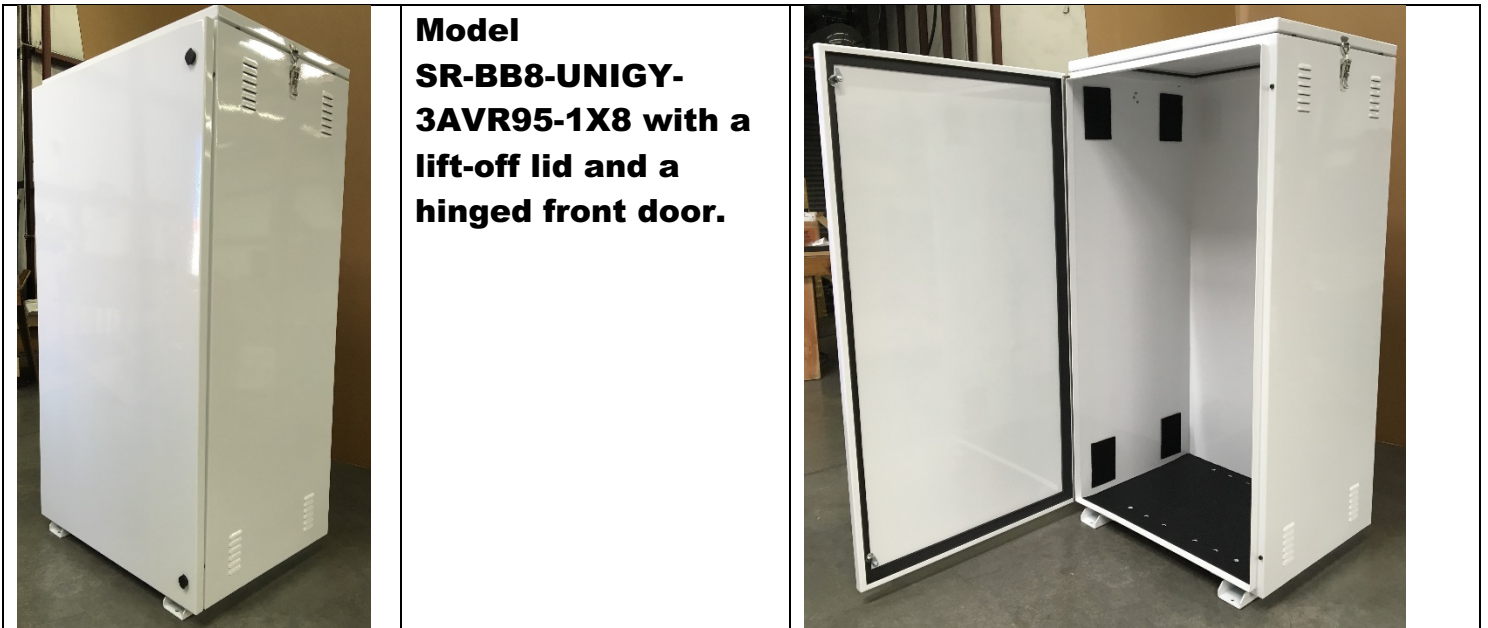 Model
SR-BB8-UNIGY-
3AVR95-1X8 with a
lift-off lid and a
hinged front door.